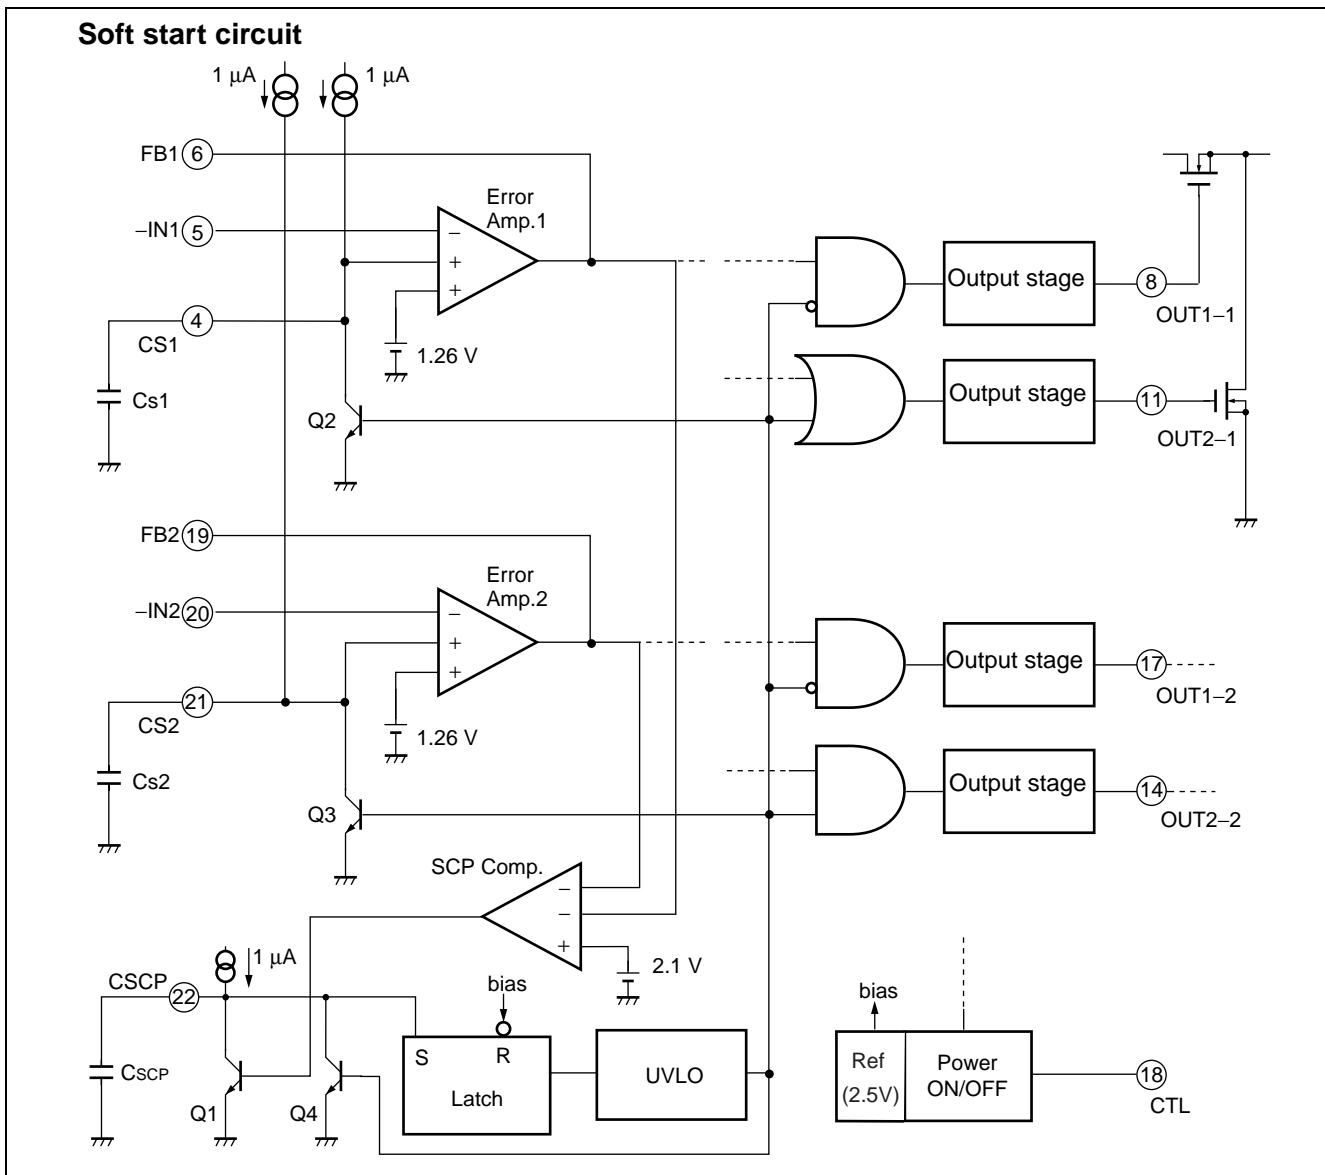 Soft start circuit
1 μA
1 μA
FB1 6
Error
Amp.1
−IN1 5
−
+
+
4
CS1
1.26 V
Cs1
Q2
Output stage
8
OUT1−1
Output stage
11
OUT2−1
FB2 19
Error
Amp.2
−IN2 20
−
+
+
21
CS2
1.26 V
Cs2
Q3
Output stage
17
OUT1−2
Output stage
14
OUT2−2
SCP Comp.
−
−
+
2.1 V
1 μA
CSCP 22
bias
CSCP
Q1
Q4
S
R
Latch
UVLO
bias
Ref
(2.5V)
Power
ON/OFF
18
CTL